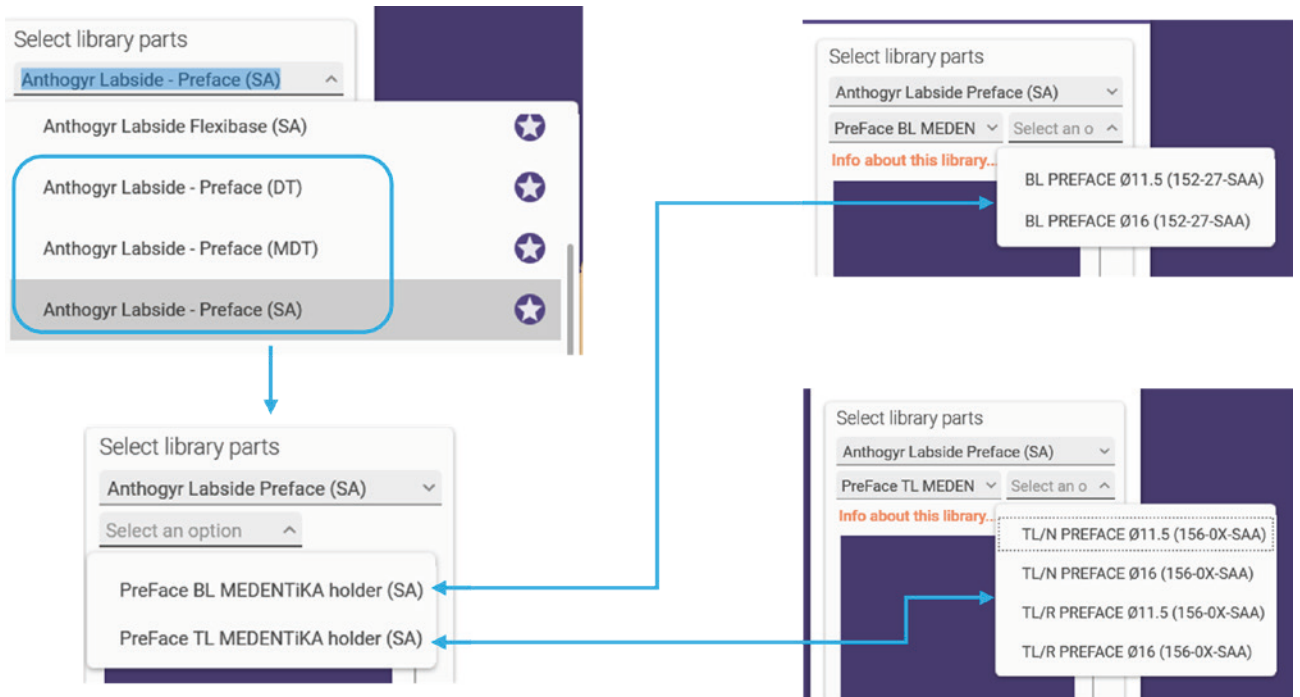 Select library parts
Anthogyr Labside - Preface (SA)
Anthogyr Labside Flexibase (SA)
Anthogyr Labside - Preface (DT)
Anthogyr Labside - Preface (MDT)
Anthogyr Labside - Preface (SA)
Select library parts
Anthogyr Labside Preface (SA)
Select an option
PreFace BL MEDENTiKA holder (SA)
PreFace TL MEDENTiKA holder (SA)
Select library parts
Anthogyr Labside Preface (SA)
PreFace BL MEDEN Select an o
Info about this library...
BL PREFACE Ø11.5 (152-27-SAA)
BL PREFACE Ø16 (152-27-SAA)
Select library parts
Anthogyr Labside Preface (SA)
PreFace TL MEDEN Select an o
Info about this library...
TL/N PREFACE Ø11.5 (156-0X-SAA)
TL/N PREFACE Ø16 (156-0X-SAA)
TL/R PREFACE Ø11.5 (156-0X-SAA)
TL/R PREFACE Ø16 (156-0X-SAA)